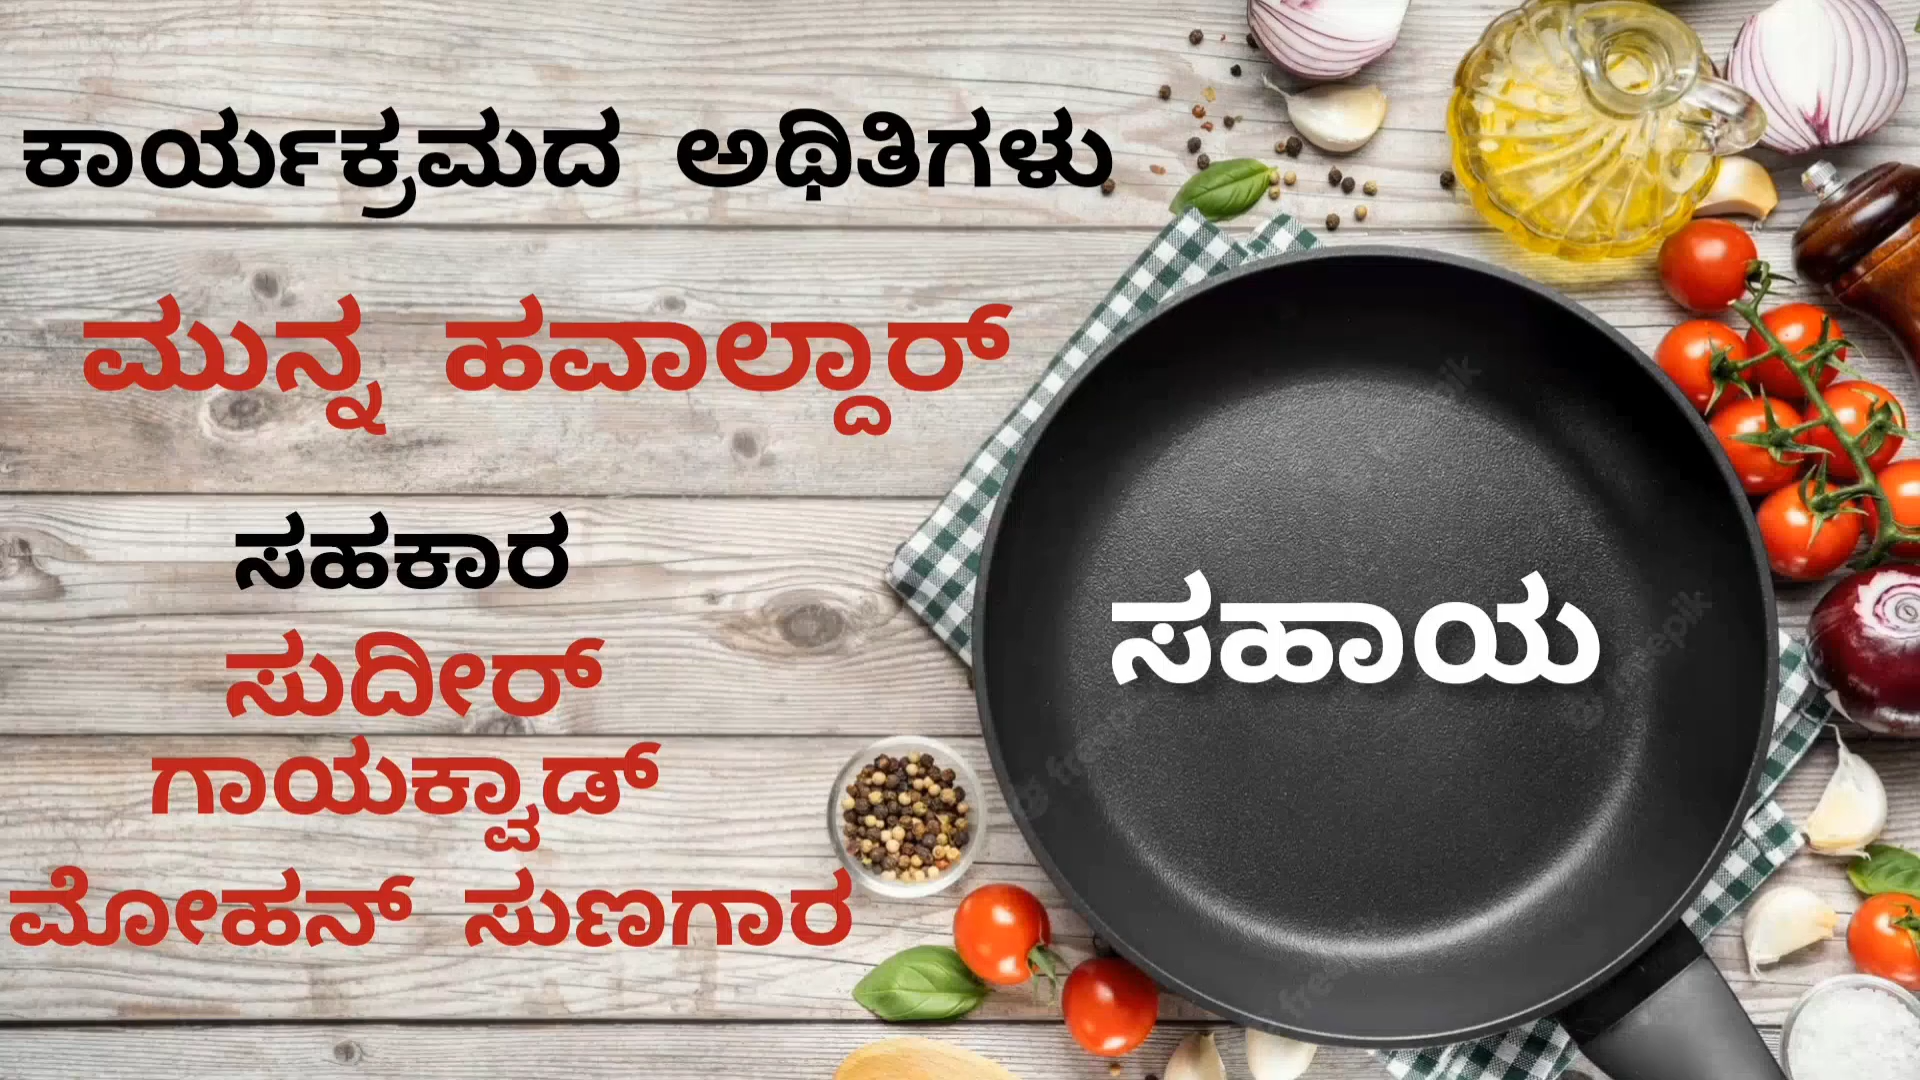 ಕಾರ್ಯಕ್ರಮದ ಅಥಿತಿಗಳು
ಮುನ್ನ ಹವಾಲ್ದಾರ್
ಸಹಕಾರ
ಸುದೀರ್
ಗಾಯಕ್ವಾಡ್
ಮೋಹನ್ ಸುಣಗಾರ
ಸಹಾಯ